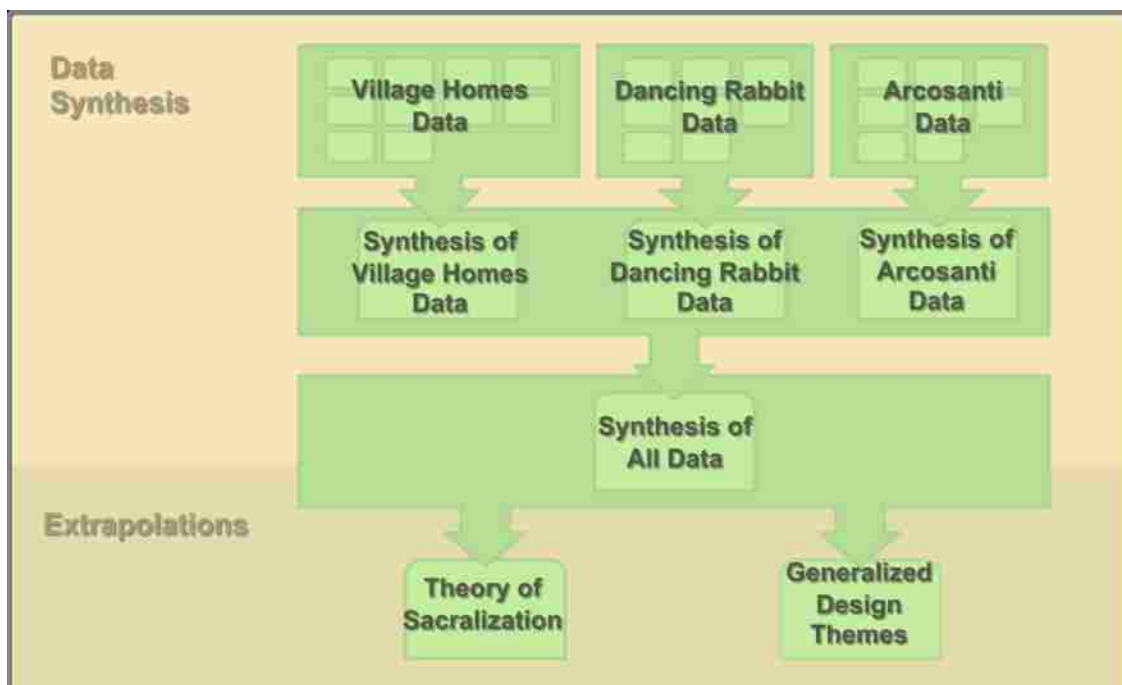 Data
Synthesis
Village Homes
Data
Dancing Rabbit
Data
Arcosanti
Data
Synthesis of
Village Homes
Data
Synthesis of
Dancing Rabbit
Data
Synthesis of
Arcosanti
Data
Synthesis of
All Data
Extrapolations
Theory of
Sacralization
Generalized
Design
Themes